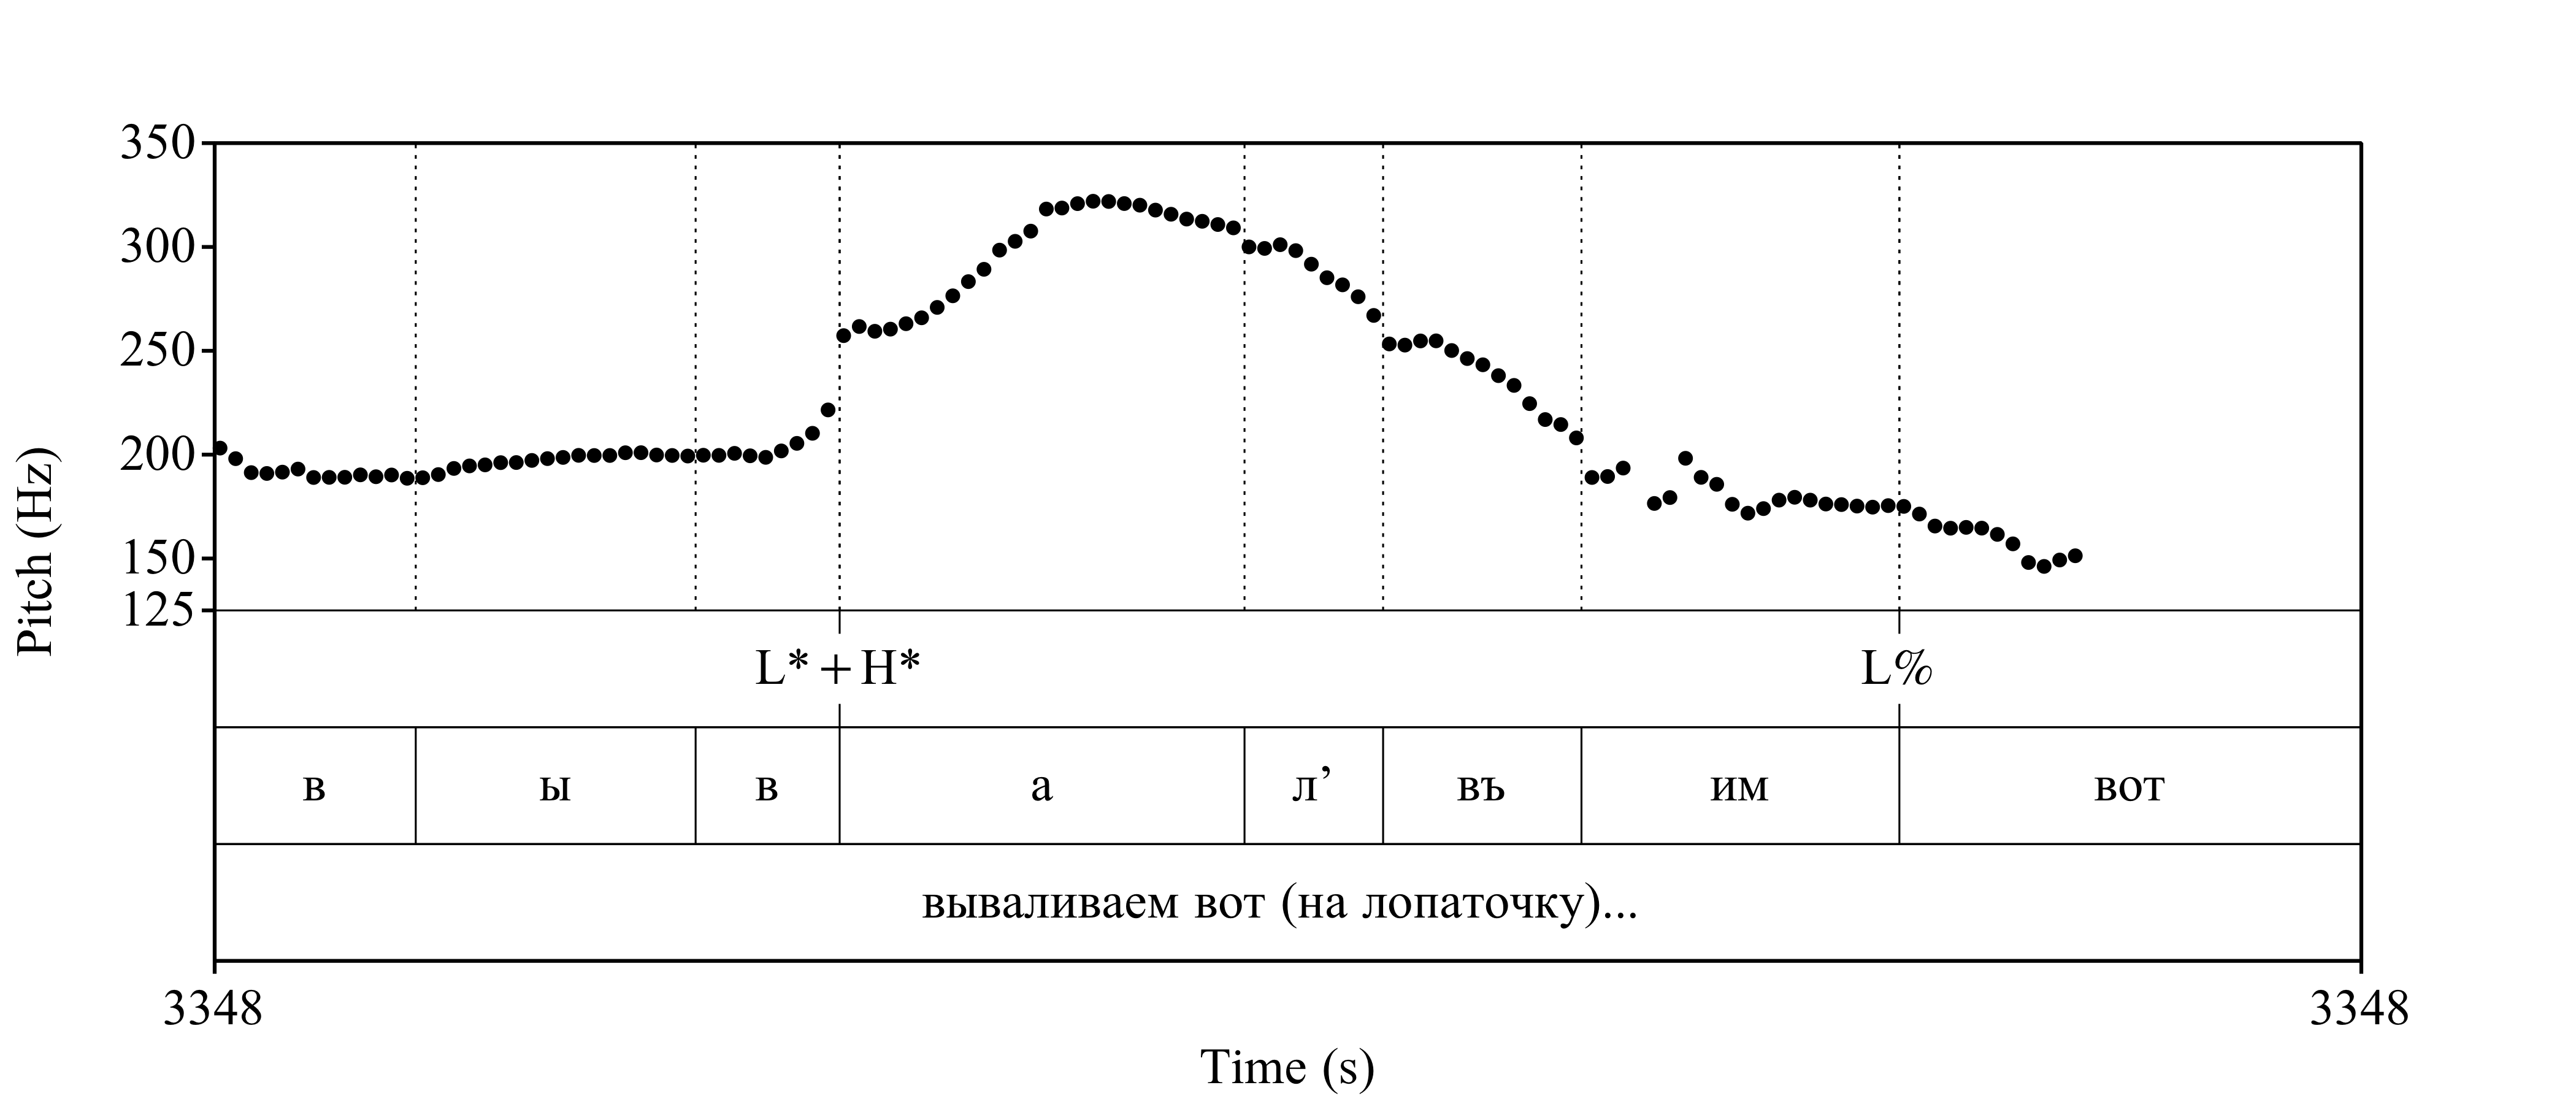 350
300
250
200
150
125
Pitch (Hz)
L* + H* L%
в ы в а л’ въ им вот
вываливаем вот (на лопаточку)...
3348 3348
Time (s)